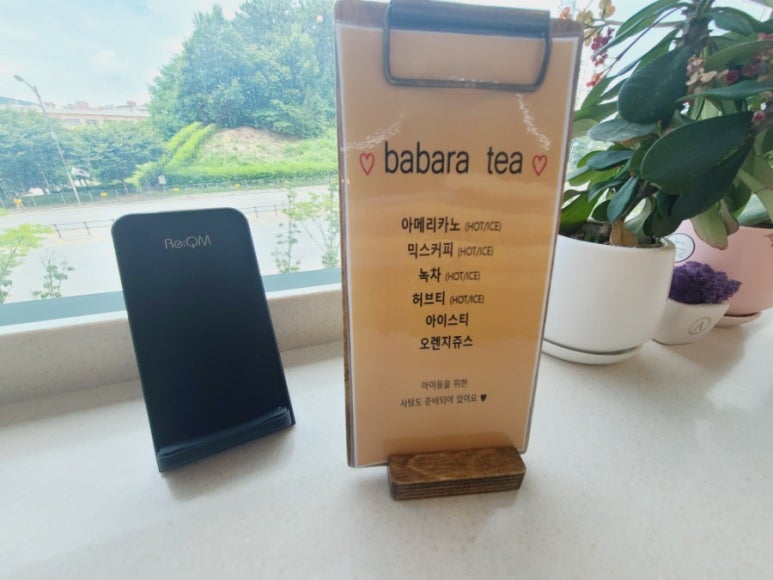 Re:QM
♡ babara tea ♡
아메리카노 (HOT/ICE)
믹스커피 (HOT/ICE)
녹차 (HOT/ICE)
허브티 (HOT/ICE)
아이스티
오렌지쥬스
아이들을 위한
사탕도 준비되어 있어요 ♥